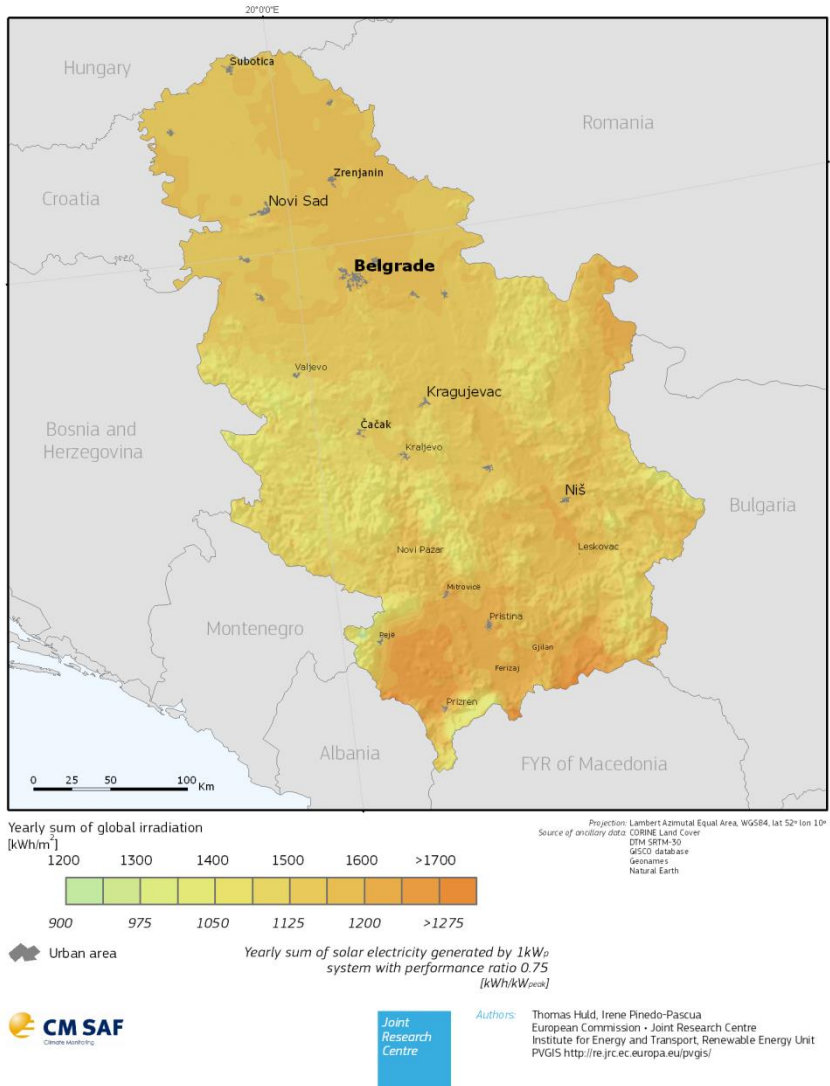 20°0'0"E
Hungary
Subotica
Romania
Croatia
Zrenjanin
Novi Sad
Belgrade
Valjevo
Kragujevac
Bosnia and
Herzegovina
Čačak
Kraljevo
Niš
Bulgaria
Novi Pazar
Leskovac
Mitrovicë
Montenegro
Pristina
Pejë
Gjilan
Ferizaj
Prizren
Albania
FYR of Macedonia
0 25 50 100 Km
Yearly sum of global irradiation
[kWh/m²]
1200 1300 1400 1500 1600 >1700
900 975 1050 1125 1200 >1275
Urban area
Yearly sum of solar electricity generated by 1kWp
system with performance ratio 0.75
[kWh/kWpeak]
Projection: Lambert Azimutal Equal Area, WGS84, lat 52° lon 10°
Source of ancillary data: CORINE Land Cover
DTM SRTM-30
GISCO database
Geonames
Natural Earth
CM SAF
Climate Monitoring
Joint
Research
Centre
Authors: Thomas Huld, Irene Pinedo-Pascua
European Commission • Joint Research Centre
Institute for Energy and Transport, Renewable Energy Unit
PVGIS http://re.jrc.ec.europa.eu/pvgis/